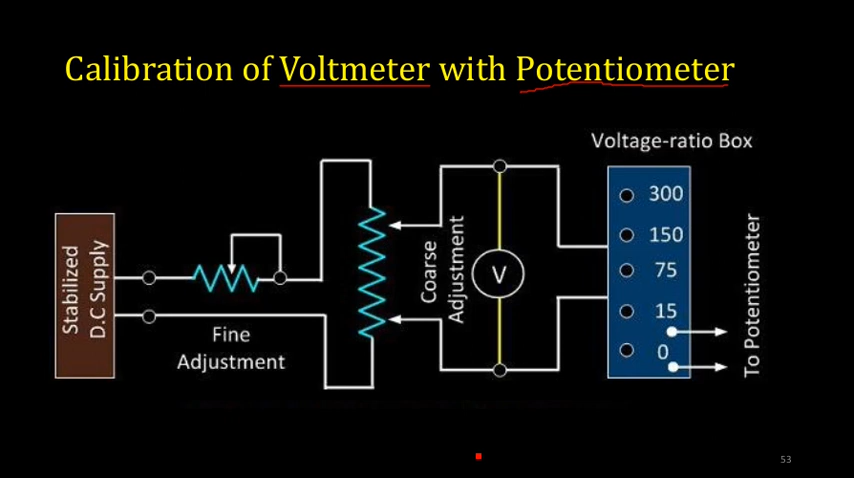 Calibration of Voltmeter with Potentiometer
Voltage-ratio Box
Stabilized
D.C Supply
Fine
Adjustment
Coarse
Adjustment
V
300
150
75
15
0
To Potentiometer
53